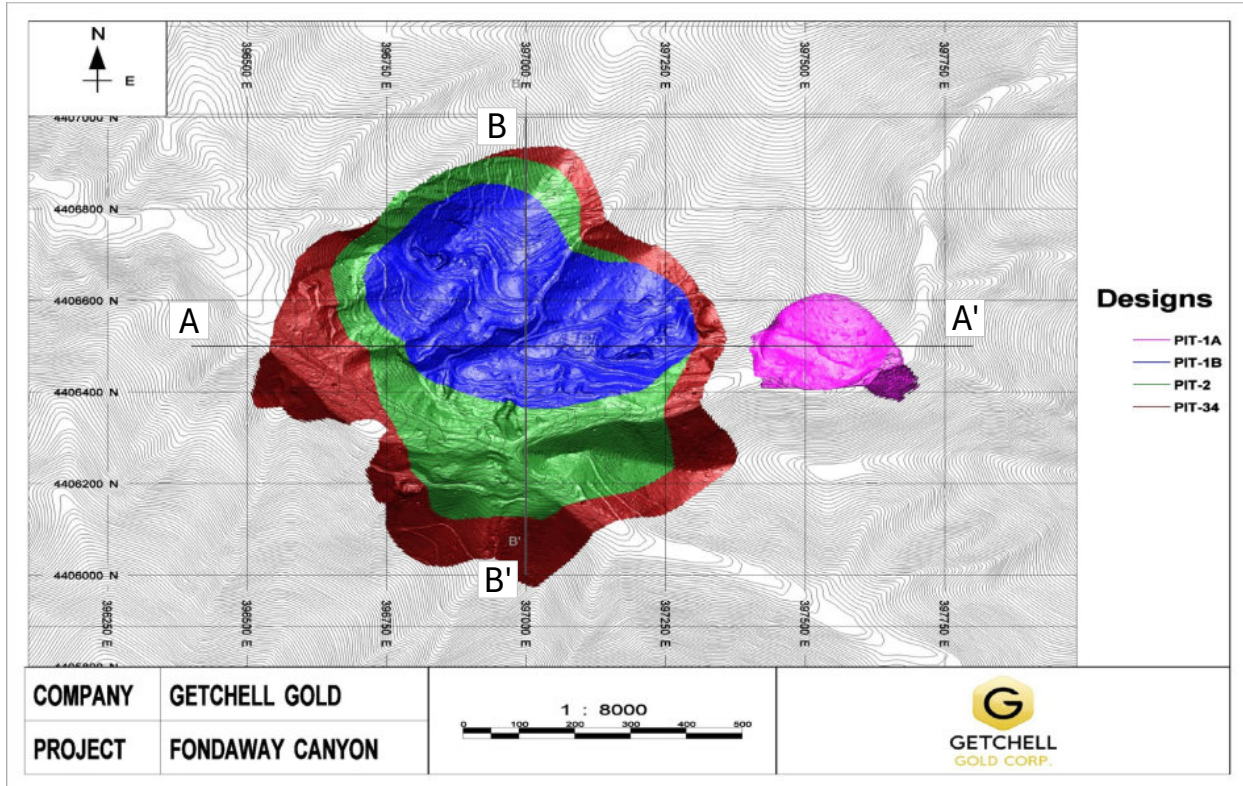 N
E
396500 E
396750 E
397000 E
397250 E
397500 E
397750 E
B
B
4407000 N
4406800 N
4406600 N
A
A'
4406400 N
4406200 N
B'
B'
4406000 N
396250 E
396500 E
396750 E
397000 E
397250 E
397500 E
397750 E
4405800 N
Designs
PIT-1A
PIT-1B
PIT-2
PIT-34
COMPANY GETCHELL GOLD
PROJECT FONDAWAY CANYON
1 : 8000
0 100 200 300 400 500
G
GETCHELL
GOLD CORP.